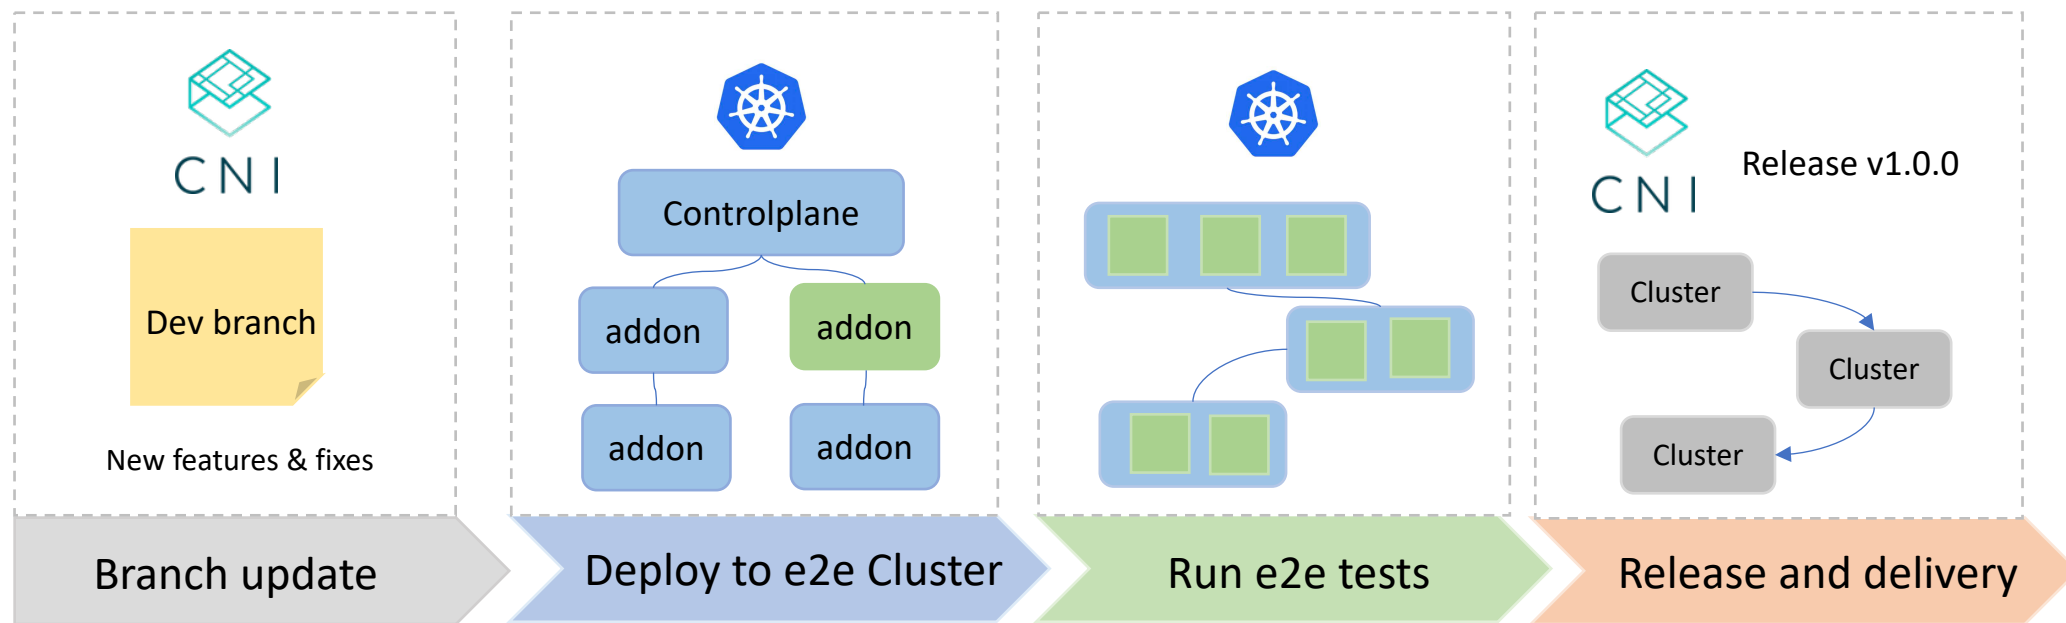 CNI
Dev branch
New features & fixes
Branch update
Controlplane
addon
addon
addon
addon
Deploy to e2e Cluster
Run e2e tests
CNI
Release v1.0.0
Cluster
Cluster
Cluster
Release and delivery